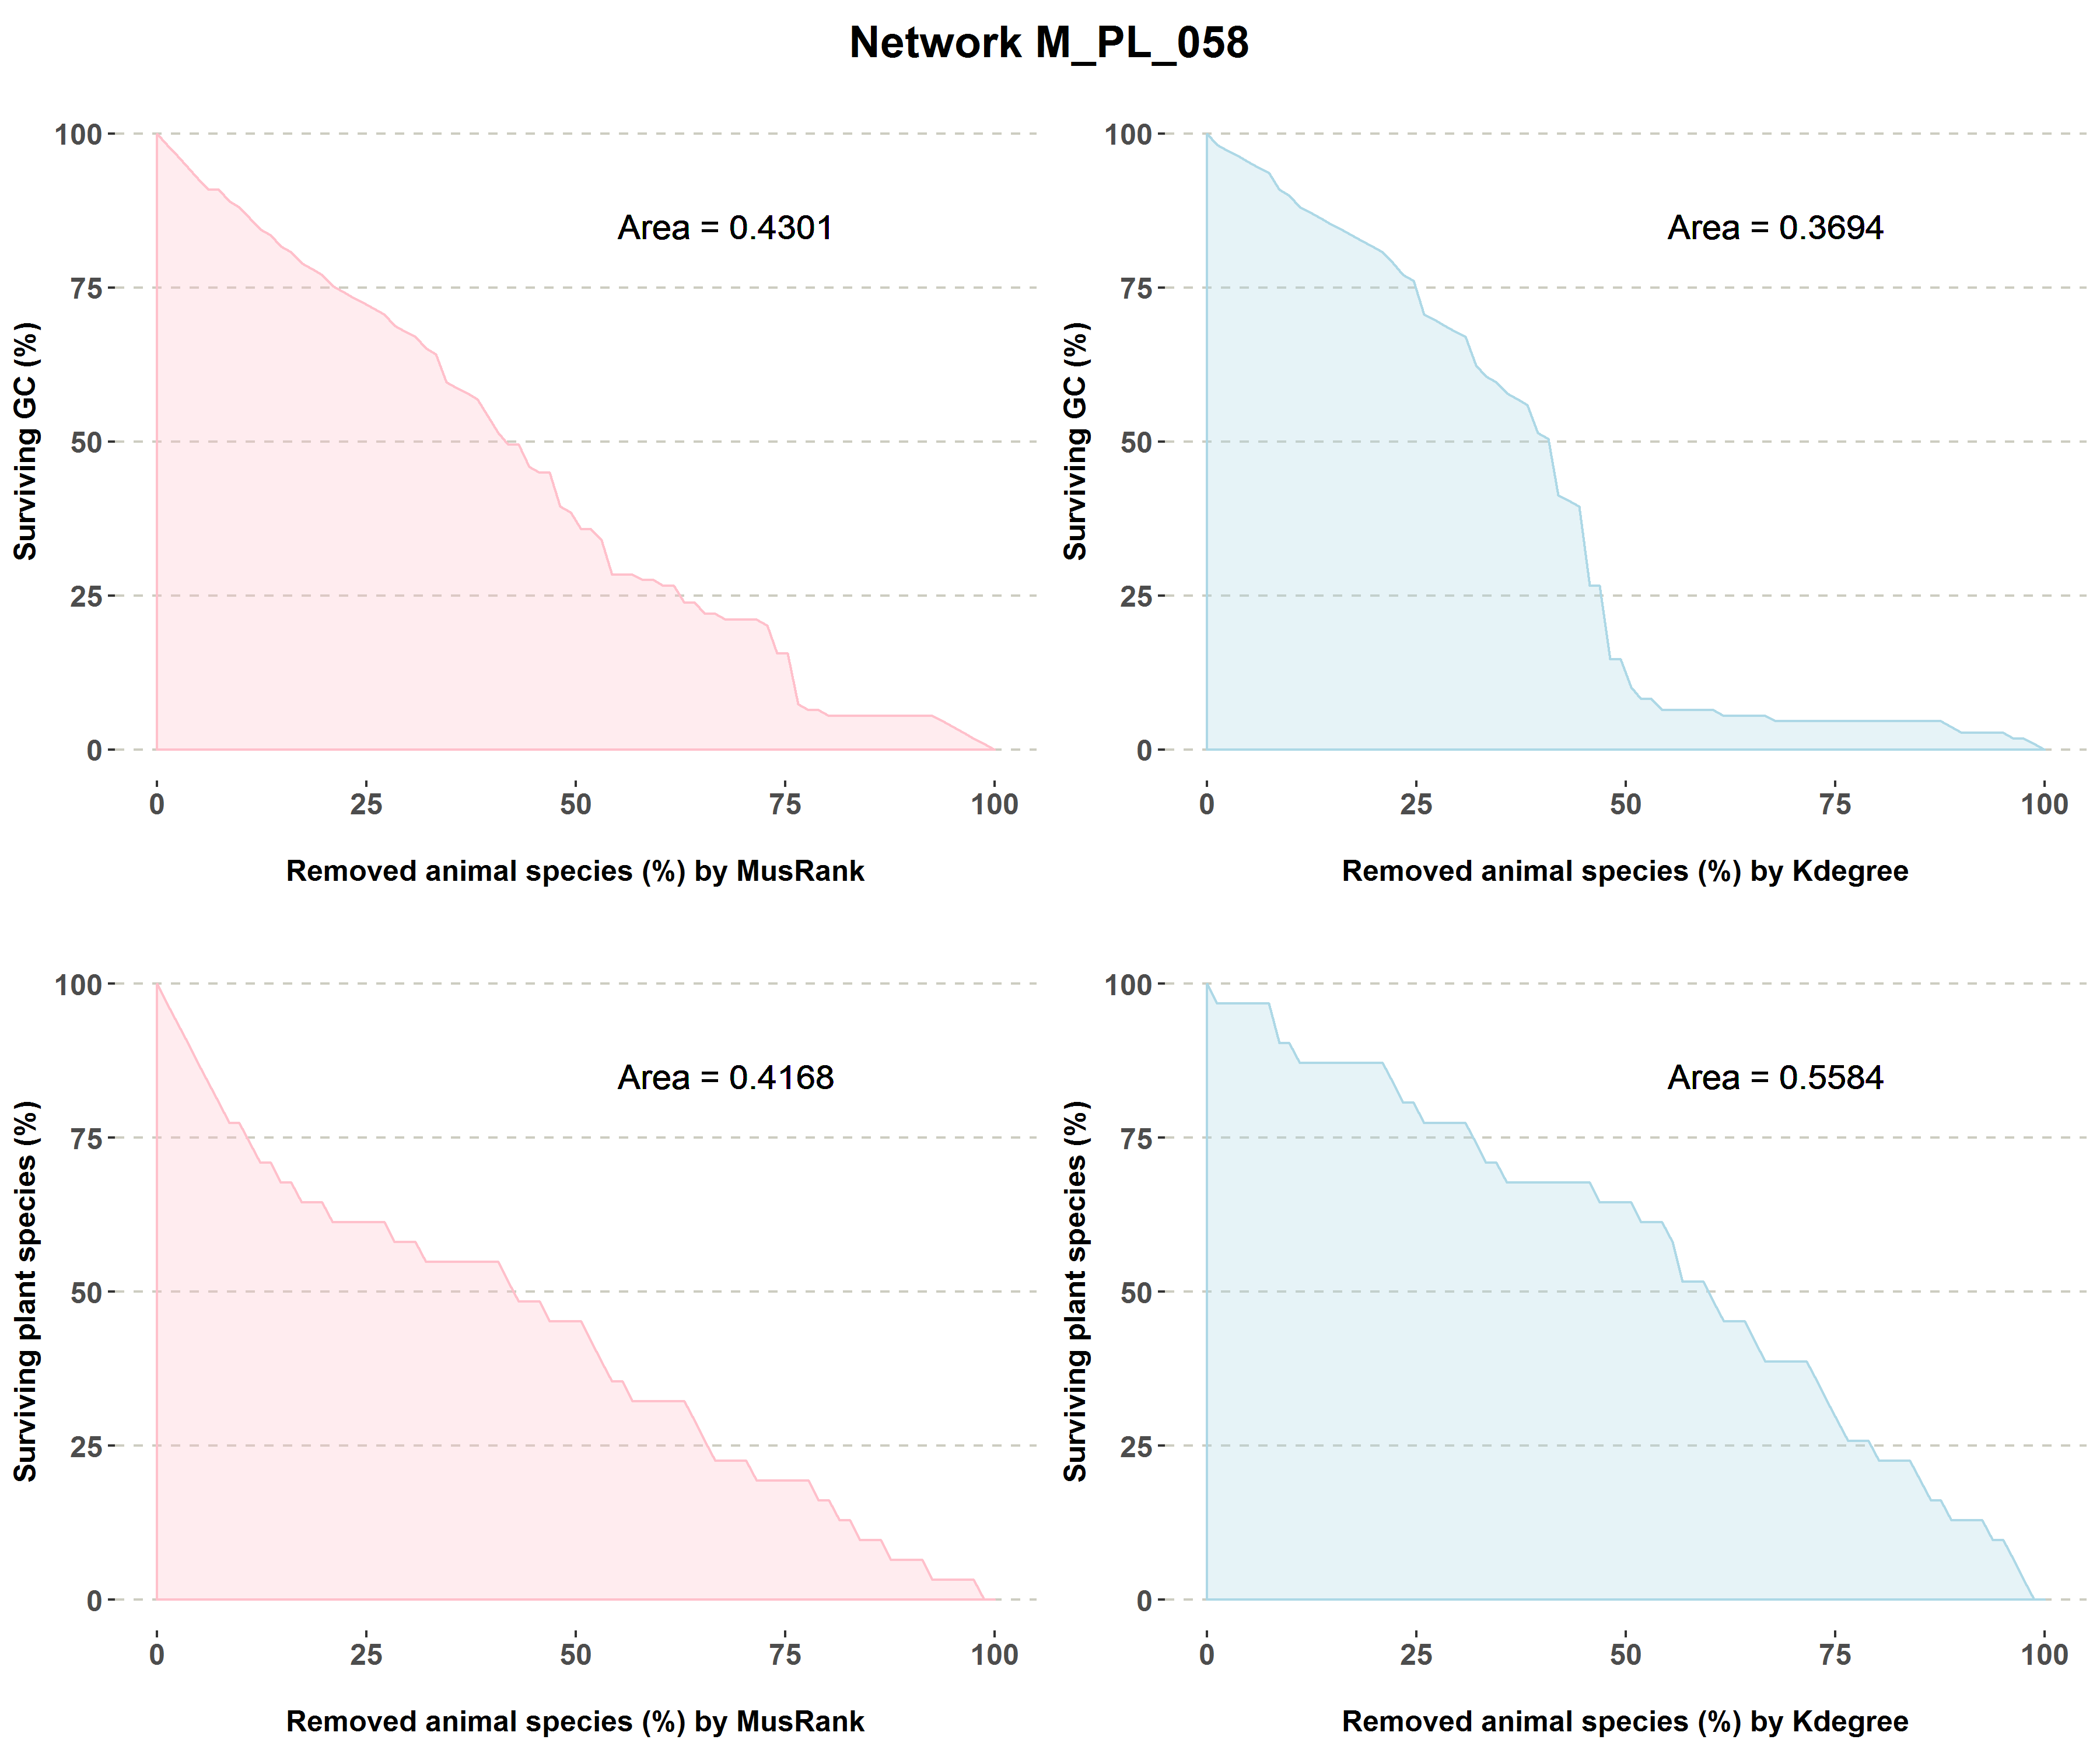 Network M_PL_058
100
75
50
25
0
Surviving GC (%)
Area = 0.4301
0 25 50 75 100
Removed animal species (%) by MusRank
100
75
50
25
0
Surviving GC (%)
Area = 0.3694
0 25 50 75 100
Removed animal species (%) by Kdegree
100
75
50
25
0
Surviving plant species (%)
Area = 0.4168
0 25 50 75 100
Removed animal species (%) by MusRank
100
75
50
25
0
Surviving plant species (%)
Area = 0.5584
0 25 50 75 100
Removed animal species (%) by Kdegree